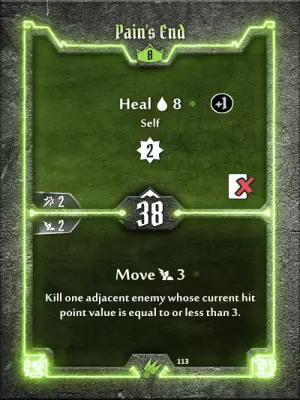 Pain's End
8
Heal 8 +1
Self
2
2
38
2
Move 3
Kill one adjacent enemy whose current hit
point value is equal to or less than 3.
113